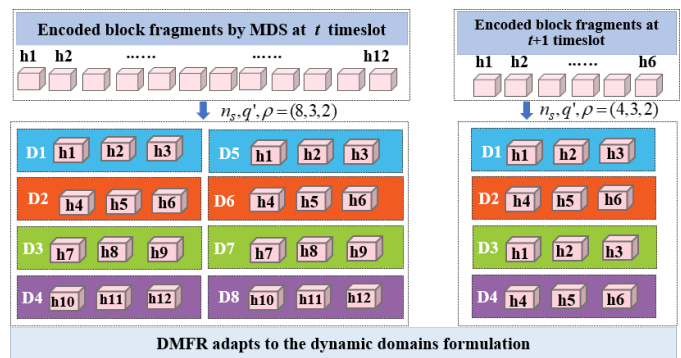 Encoded block fragments by MDS at t timeslot
h1 h2 ...... ...... h12
n_s, q', ρ = (8,3,2)
D1 h1 h2 h3
D5 h1 h2 h3
D2 h4 h5 h6
D6 h4 h5 h6
D3 h7 h8 h9
D7 h7 h8 h9
D4 h10 h11 h12
D8 h10 h11 h12
Encoded block fragments at
t+1 timeslot
h1 h2 ...... h6
n_s, q', ρ = (4,3,2)
D1 h1 h2 h3
D2 h4 h5 h6
D3 h1 h2 h3
D4 h4 h5 h6
DMFR adapts to the dynamic domains formulation